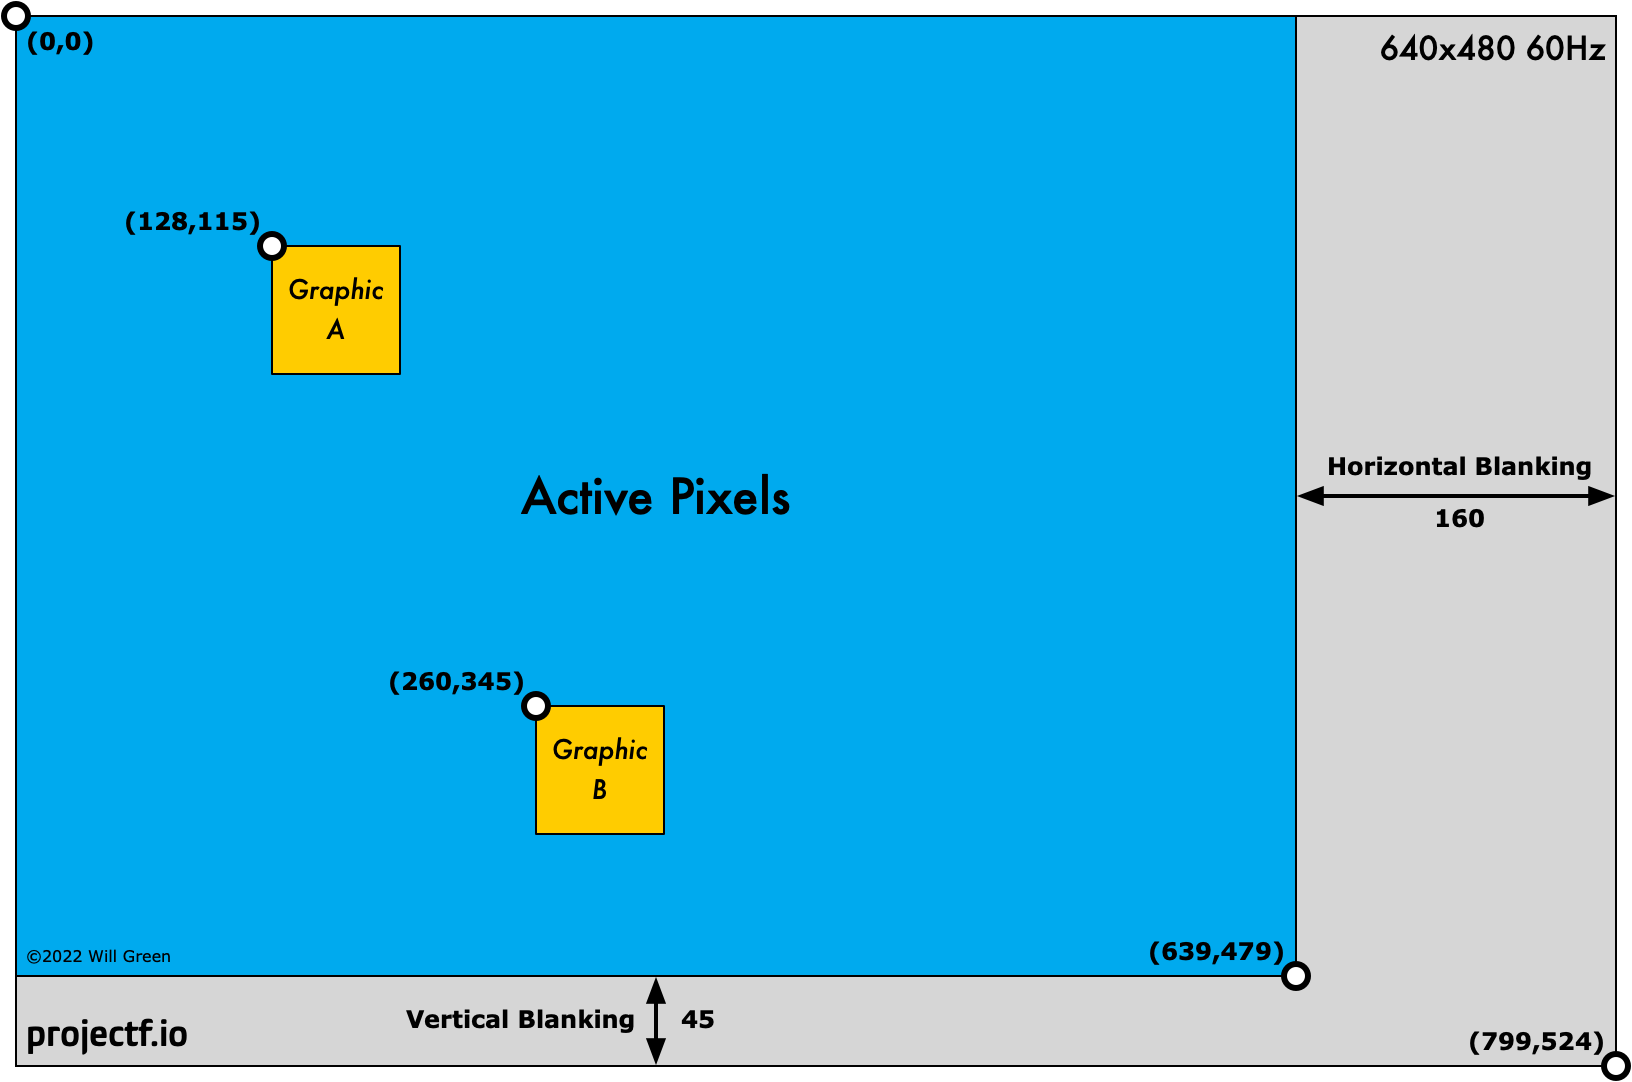 (0,0)
640x480 60Hz
(128,115)
Graphic
A
Horizontal Blanking
Active Pixels
160
(260,345)
Graphic
B
(639,479)
©2022 Will Green
Vertical Blanking 45
projectf.io
(799,524)